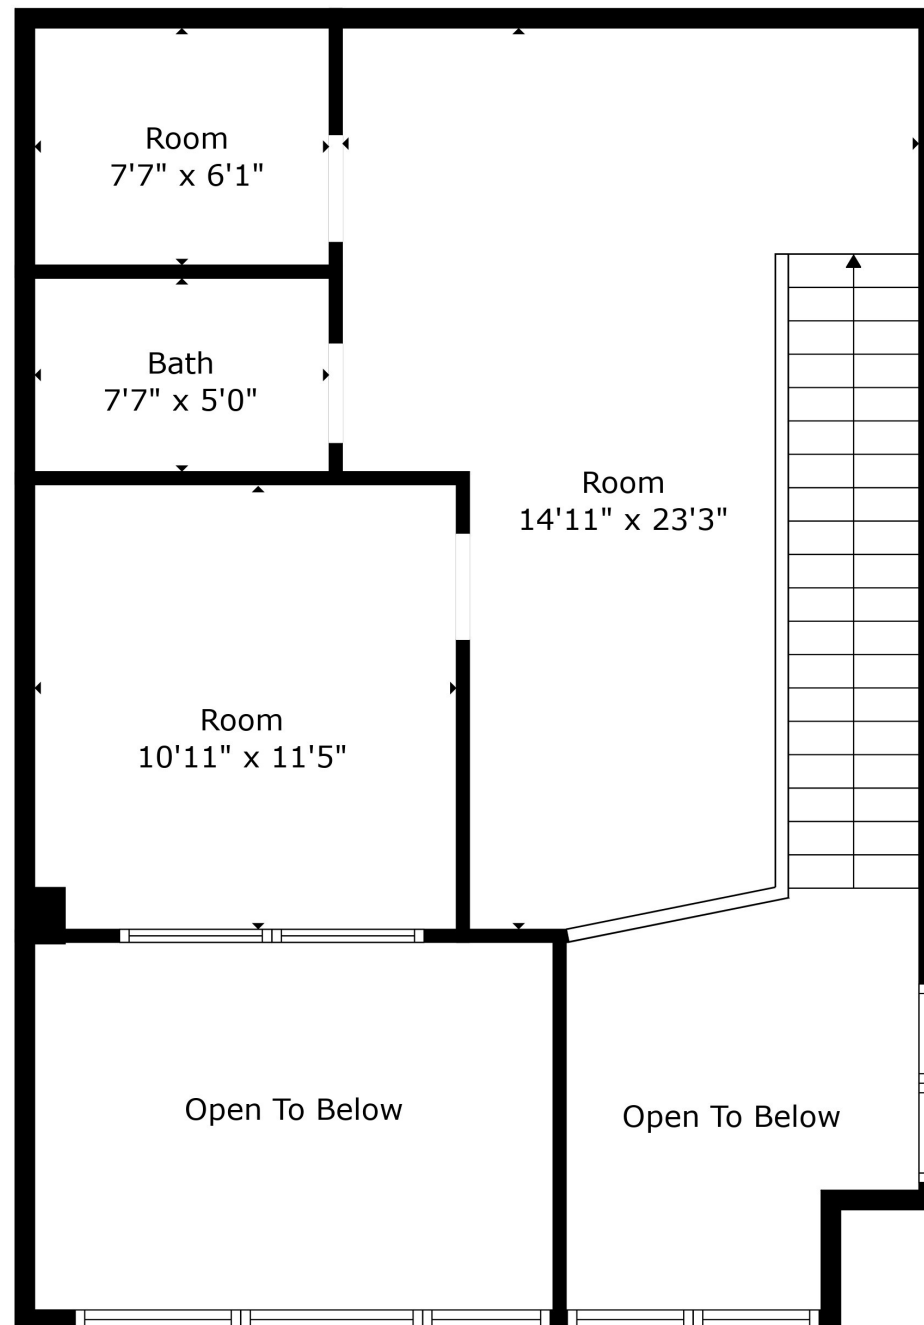 Room
7'7" x 6'1"
Bath
7'7" x 5'0"
Room
14'11" x 23'3"
Room
10'11" x 11'5"
Open To Below
Open To Below